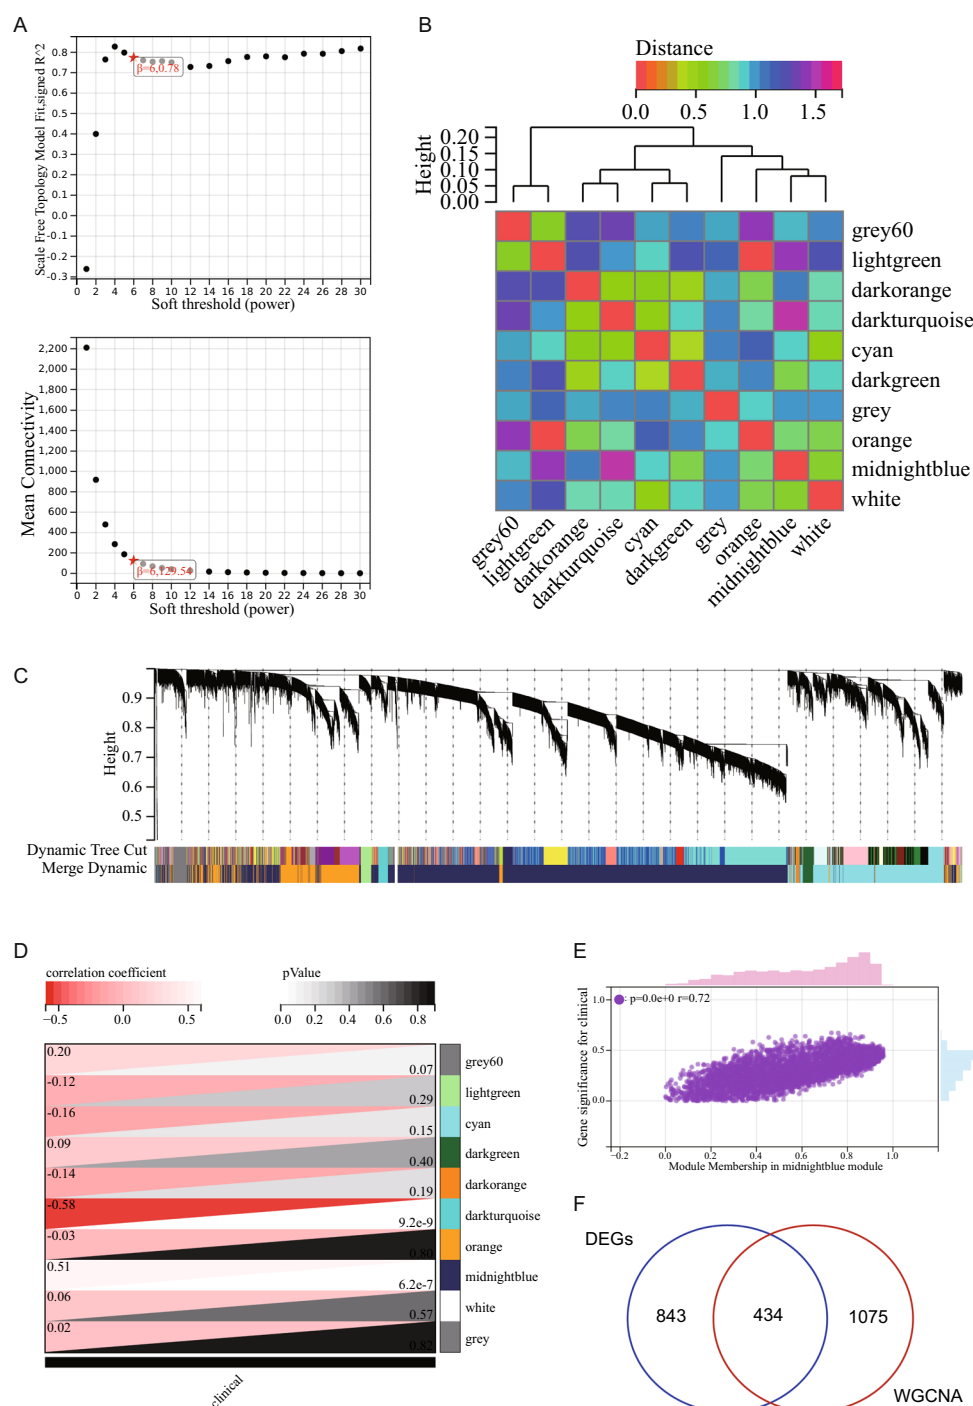 A
Scale Free Topology Model Fit,signed R^2
0.8
0.7
0.6
0.5
0.4
0.3
0.2
0.1
0.0
-0.1
-0.2
-0.3
β=6,0.78
0 2 4 6 8 10 12 14 16 18 20 22 24 26 28 30
Soft threshold (power)
Mean Connectivity
2,200
2,000
1,800
1,600
1,400
1,200
1,000
800
600
400
200
0
β=6,129.54
0 2 4 6 8 10 12 14 16 18 20 22 24 26 28 30
Soft threshold (power)
B
Distance
0.0 0.5 1.0 1.5
Height
0.20
0.15
0.10
0.05
0.00
grey60
lightgreen
darkorange
darkturquoise
cyan
darkgreen
grey
orange
midnightblue
white
grey60
lightgreen
darkorange
darkturquoise
cyan
darkgreen
grey
orange
midnightblue
white
C
Height
0.9
0.8
0.7
0.6
0.5
Dynamic Tree Cut
Merge Dynamic
D
correlation coefficient
−0.5 0.0 0.5
pValue
0.0 0.2 0.4 0.6 0.8
0.20 0.07 grey60
-0.12 0.29 lightgreen
-0.16 0.15 cyan
0.09 0.40 darkgreen
-0.14 0.19 darkorange
-0.58 9.2e-9 darkturquoise
-0.03 0.80 orange
0.51 6.2e-7 midnightblue
0.06 0.57 white
0.02 0.82 grey
clinical
E
Gene significance for clinical
1.0
0.5
0.0
: p=0.0e+0 r=0.72
−0.2 0.0 0.2 0.4 0.6 0.8 1.0
Module Membership in midnightblue module
F
DEGs
843 434 1075
WGCNA